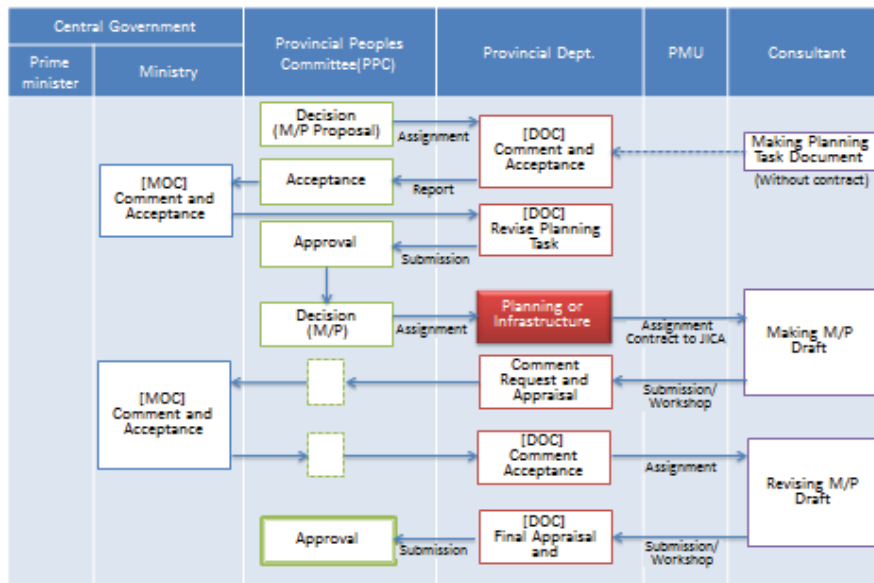 Central Government
Prime
minister
Ministry
Provincial Peoples
Committee(PPC)
Provincial Dept.
PMU
Consultant
Decision
(M/P Proposal)
Assignment
[DOC]
Comment and
Acceptance
Making Planning
Task Document
(Without contract)
[MOC]
Comment and
Acceptance
Acceptance
Report
[DOC]
Revise Planning
Task
Approval
Submission
Decision
(M/P)
Assignment
Planning or
Infrastructure
Assignment
Contract to JICA
Making M/P
Draft
[MOC]
Comment and
Acceptance
Comment
Request and
Appraisal
Submission/
Workshop
[DOC]
Comment
Acceptance
Assignment
Revising M/P
Draft
Approval
Submission
[DOC]
Final Appraisal
and
Submission/
Workshop